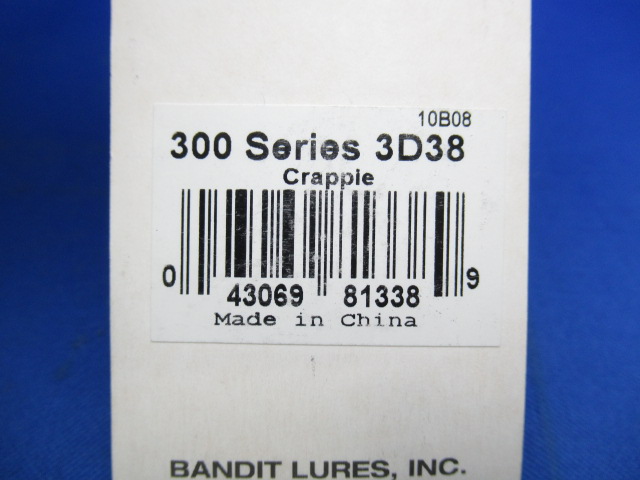 10B08
300 Series 3D38
Crappie
0 43069 81338 9
Made in China
BANDIT LURES, INC.